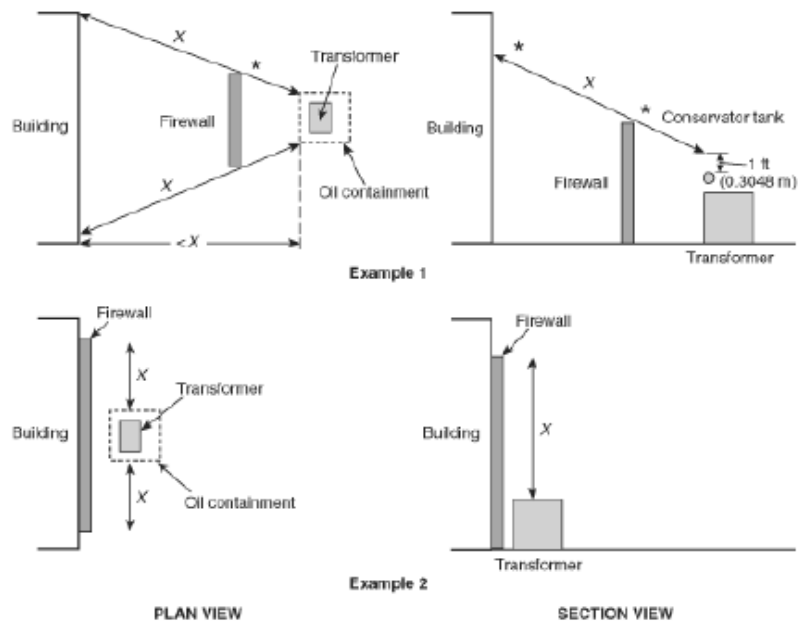 X
*
Transformer
Building
Firewall
X
Oil containment
<X
*
X
*
Conservator tank
Building
1 ft
(0.3048 m)
Firewall
Transformer
Example 1
Firewall
X
Transformer
Building
X
Oil containment
Firewall
Building
X
Transformer
Example 2
PLAN VIEW
SECTION VIEW